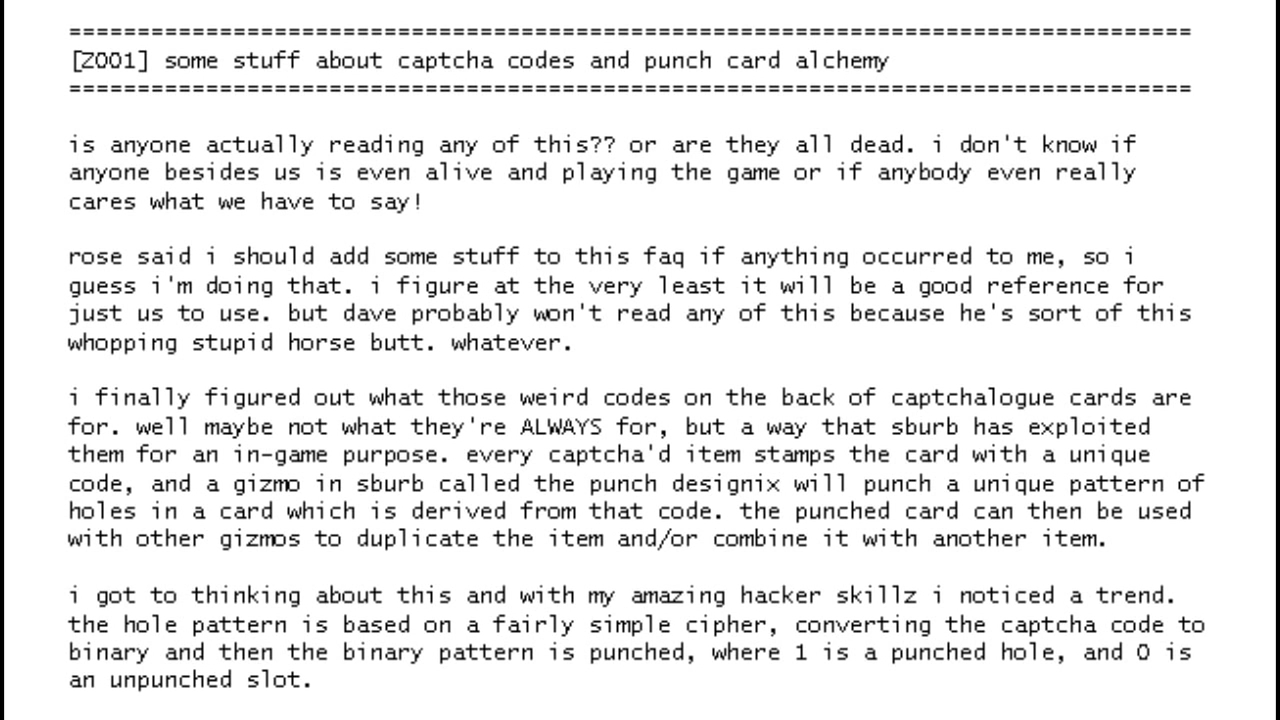 ==================================================================================
[Z001] some stuff about captcha codes and punch card alchemy
==================================================================================
is anyone actually reading any of this?? or are they all dead. i don't know if
anyone besides us is even alive and playing the game or if anybody even really
cares what we have to say!
rose said i should add some stuff to this faq if anything occurred to me, so i
guess i'm doing that. i figure at the very least it will be a good reference for
just us to use. but dave probably won't read any of this because he's sort of this
whopping stupid horse butt. whatever.
i finally figured out what those weird codes on the back of captchalogue cards are
for. well maybe not what they're ALWAYS for, but a way that sburb has exploited
them for an in-game purpose. every captcha'd item stamps the card with a unique
code, and a gizmo in sburb called the punch designix will punch a unique pattern of
holes in a card which is derived from that code. the punched card can then be used
with other gizmos to duplicate the item and/or combine it with another item.
i got to thinking about this and with my amazing hacker skillz i noticed a trend.
the hole pattern is based on a fairly simple cipher, converting the captcha code to
binary and then the binary pattern is punched, where 1 is a punched hole, and 0 is
an unpunched slot.